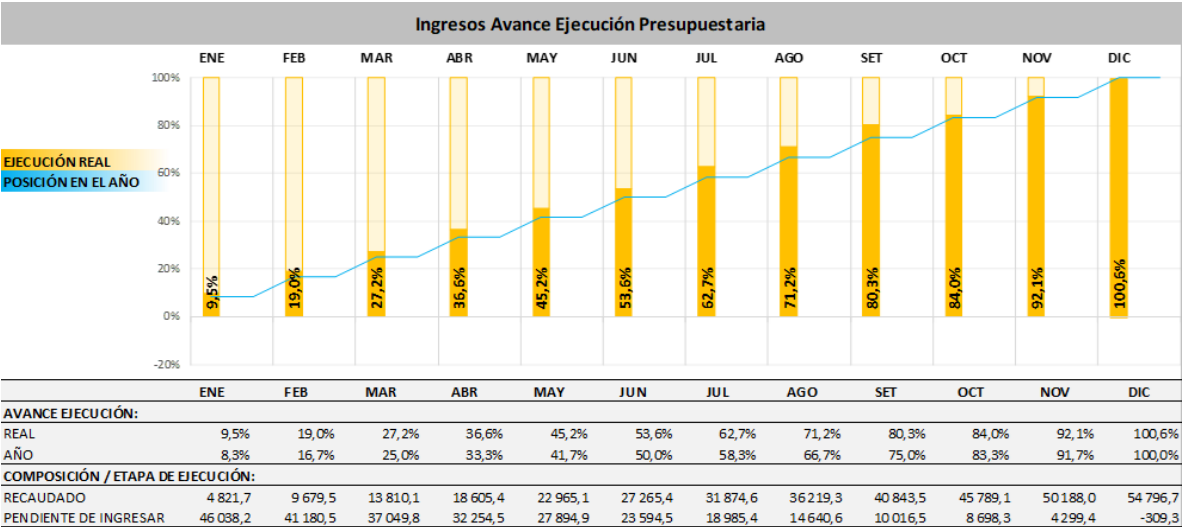 Ingresos Avance Ejecución Presupuestaria
ENE FEB MAR ABR MAY JUN JUL AGO SET OCT NOV DIC
100%
80%
EJECUCIÓN REAL
60%
POSICIÓN EN EL AÑO
40%
20%
9,5% 19,0% 27,2% 36,6% 45,2% 53,6% 62,7% 71,2% 80,3% 84,0% 92,1% 100,6%
0%
-20%
ENE FEB MAR ABR MAY JUN JUL AGO SET OCT NOV DIC
AVANCE EJECUCIÓN:
REAL 9,5% 19,0% 27,2% 36,6% 45,2% 53,6% 62,7% 71,2% 80,3% 84,0% 92,1% 100,6%
AÑO 8,3% 16,7% 25,0% 33,3% 41,7% 50,0% 58,3% 66,7% 75,0% 83,3% 91,7% 100,0%
COMPOSICIÓN / ETAPA DE EJECUCIÓN:
RECAUDADO 4 821,7 9 679,5 13 810,1 18 605,4 22 965,1 27 265,4 31 874,6 36 219,3 40 843,5 45 789,1 50 188,0 54 796,7
PENDIENTE DE INGRESAR 46 038,2 41 180,5 37 049,8 32 254,5 27 894,9 23 594,5 18 985,4 14 640,6 10 016,5 8 698,3 4 299,4 -309,3